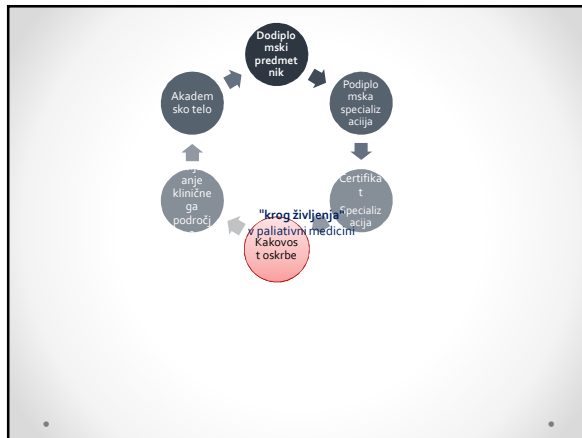 Dodiplo
mski
predmet
nik
Podiplo
mska
specializ
acija
Certifika
t
Specializ
acija
"krog življenja"
v paliativni medicini
Kakovos
t oskrbe
anje
klinične
ga
področj
Akadem
sko telo